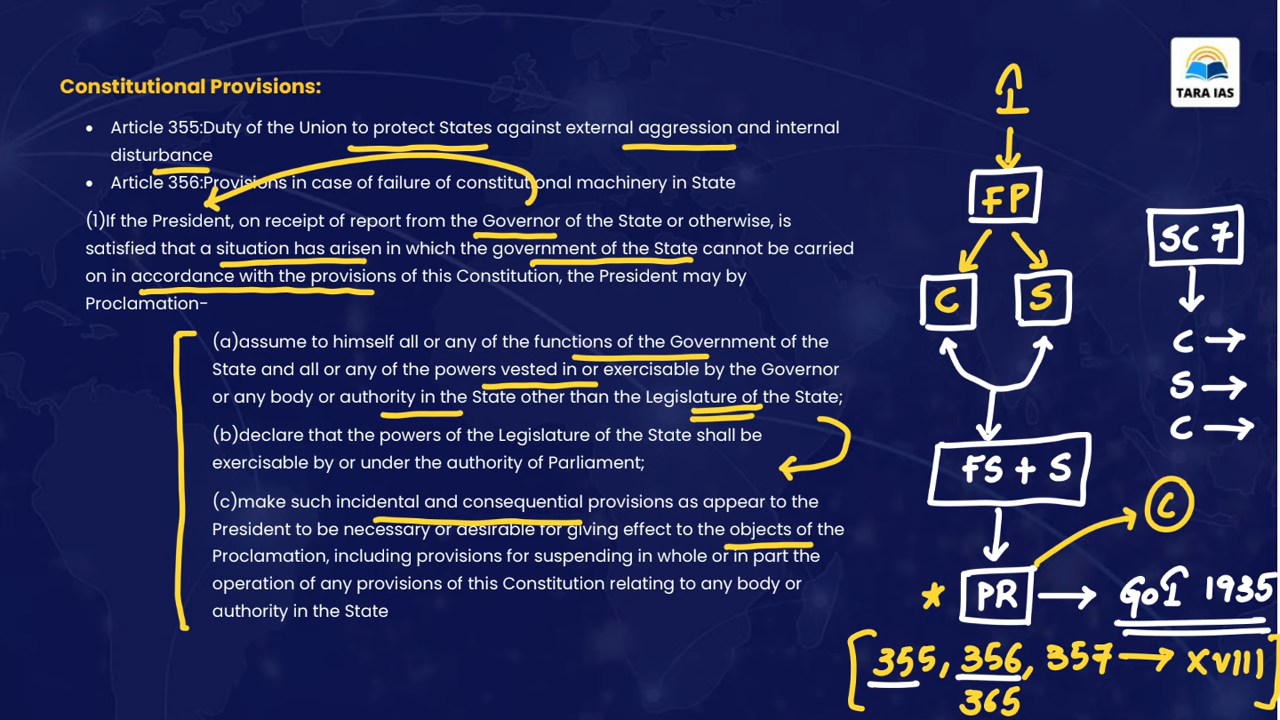 Constitutional Provisions:
• Article 355:Duty of the Union to protect States against external aggression and internal
disturbance
• Article 356:Provisions in case of failure of constitutional machinery in State
(1)If the President, on receipt of report from the Governor of the State or otherwise, is
satisfied that a situation has arisen in which the government of the State cannot be carried
on in accordance with the provisions of this Constitution, the President may by
Proclamation-
(a)assume to himself all or any of the functions of the Government of the
State and all or any of the powers vested in or exercisable by the Governor
or any body or authority in the State other than the Legislature of the State;
(b)declare that the powers of the Legislature of the State shall be
exercisable by or under the authority of Parliament;
(c)make such incidental and consequential provisions as appear to the
President to be necessary or desirable for giving effect to the objects of the
Proclamation, including provisions for suspending in whole or in part the
operation of any provisions of this Constitution relating to any body or
authority in the State
FP
C S
FS + S
C
* PR → GoI 1935
[355, 356, 357 → XVIII]
365
TARA IAS
SC 7
C →
S →
C →